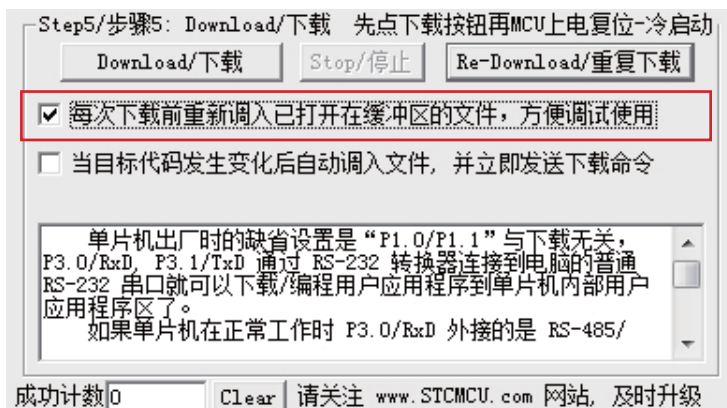 Step5/步骤5: Download/下载  先点下载按钮再MCU上电复位-冷启动
Download/下载 Stop/停止 Re-Download/重复下载
每次下载前重新调入已打开在缓冲区的文件，方便调试使用
当目标代码发生变化后自动调入文件, 并立即发送下载命令
单片机出厂时的缺省设置是“P1.0/P1.1”与下载无关，
P3.0/RxD, P3.1/TxD 通过 RS-232 转换器连接到电脑的普通
RS-232 串口就可以下载/编程用户应用程序到单片机内部用户
应用程序区了。
如果单片机在正常工作时 P3.0/RxD 外接的是 RS-485/
成功计数 0 Clear 请关注 www.STCMCU.com 网站, 及时升级